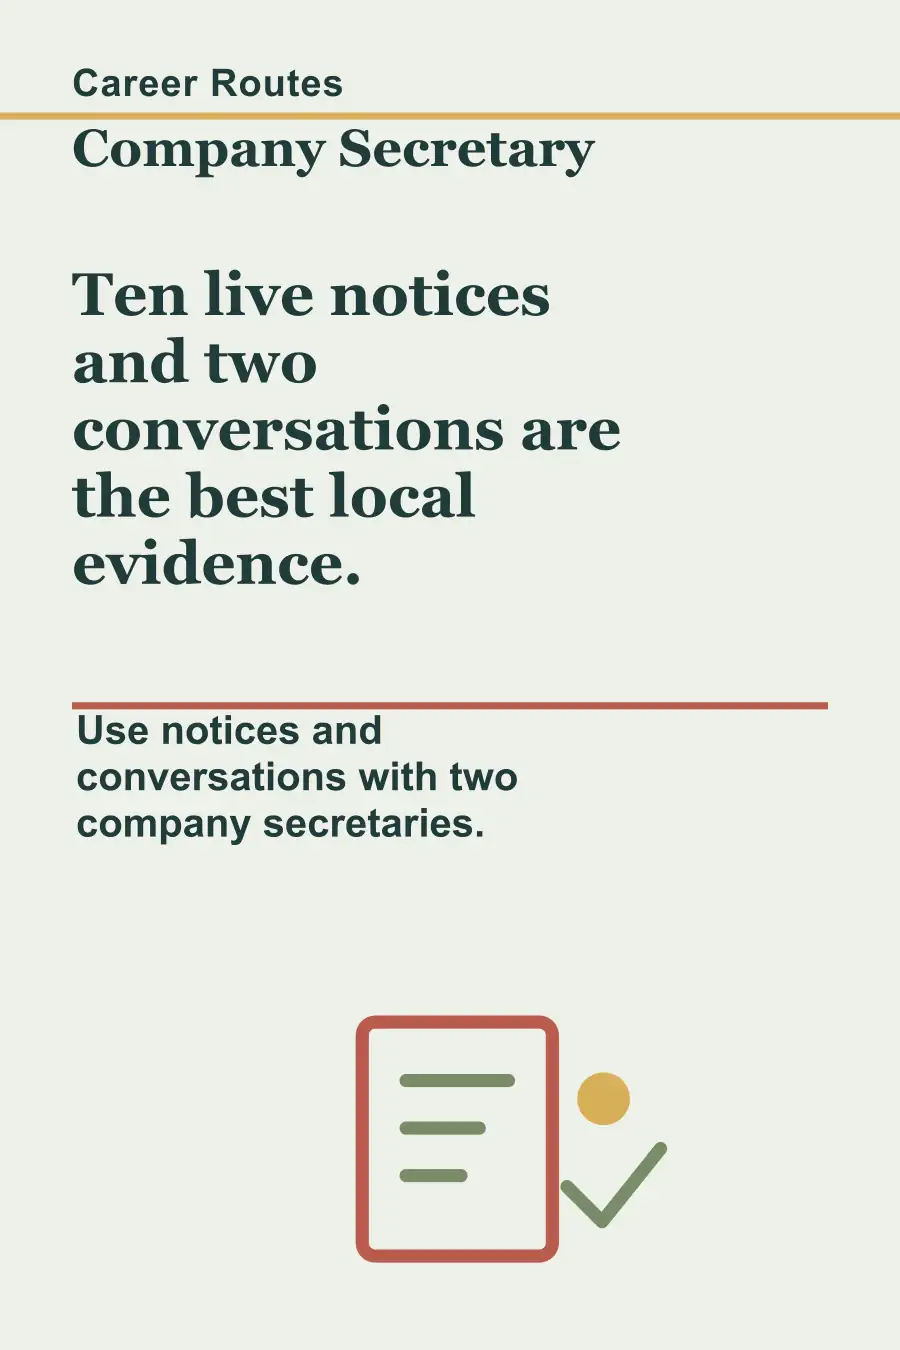 Career Routes
Company Secretary
Ten live notices
and two
conversations are
the best local
evidence.
Use notices and
conversations with two
company secretaries.